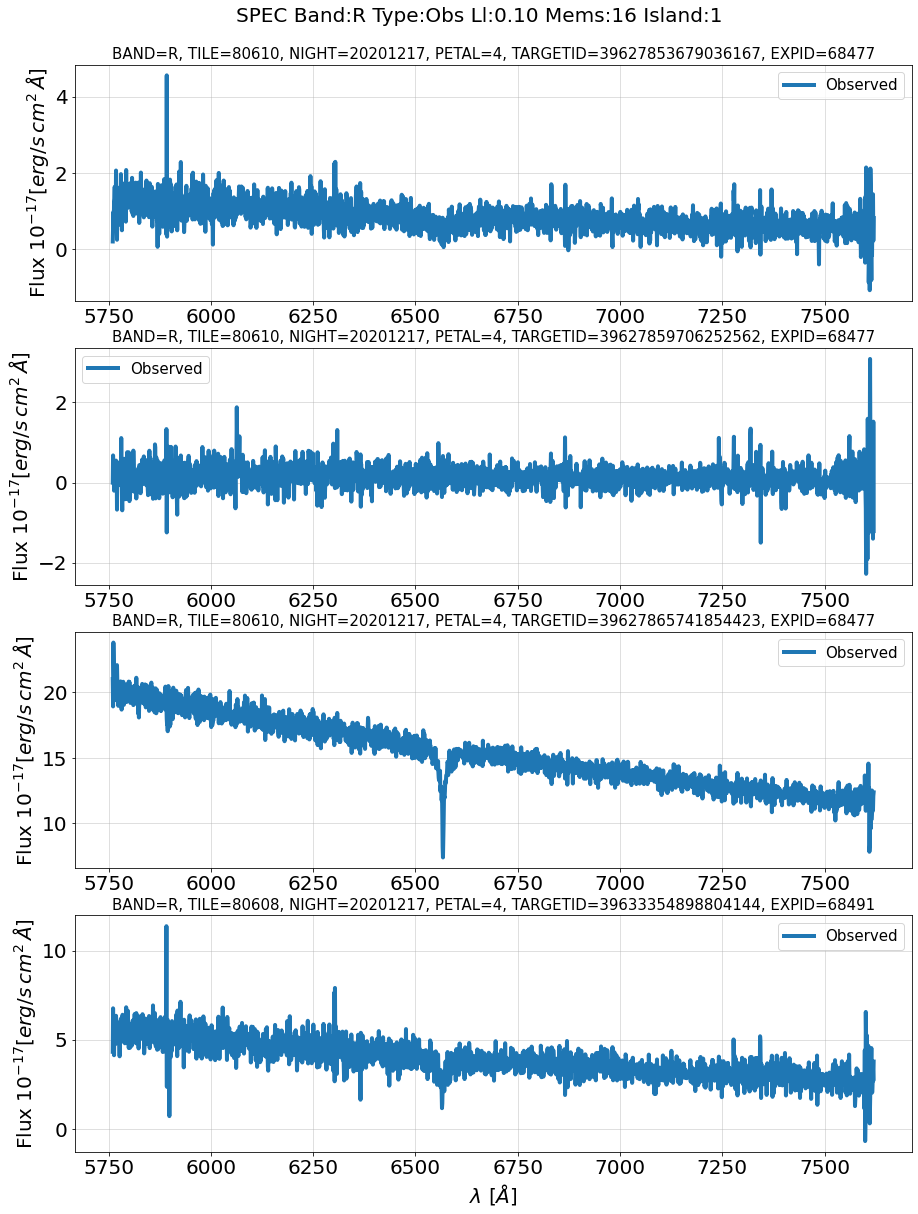 SPEC Band:R Type:Obs Ll:0.10 Mems:16 Island:1
BAND=R, TILE=80610, NIGHT=20201217, PETAL=4, TARGETID=39627853679036167, EXPID=68477
Flux 10^{-17}[erg/s cm^2 Å]
4
2
0
Observed
5750 6000 6250 6500 6750 7000 7250 7500
BAND=R, TILE=80610, NIGHT=20201217, PETAL=4, TARGETID=39627859706252562, EXPID=68477
Flux 10^{-17}[erg/s cm^2 Å]
2
0
−2
Observed
5750 6000 6250 6500 6750 7000 7250 7500
BAND=R, TILE=80610, NIGHT=20201217, PETAL=4, TARGETID=39627865741854423, EXPID=68477
Flux 10^{-17}[erg/s cm^2 Å]
20
15
10
Observed
5750 6000 6250 6500 6750 7000 7250 7500
BAND=R, TILE=80608, NIGHT=20201217, PETAL=4, TARGETID=39633354898804144, EXPID=68491
Flux 10^{-17}[erg/s cm^2 Å]
10
5
0
Observed
5750 6000 6250 6500 6750 7000 7250 7500
λ [Å]